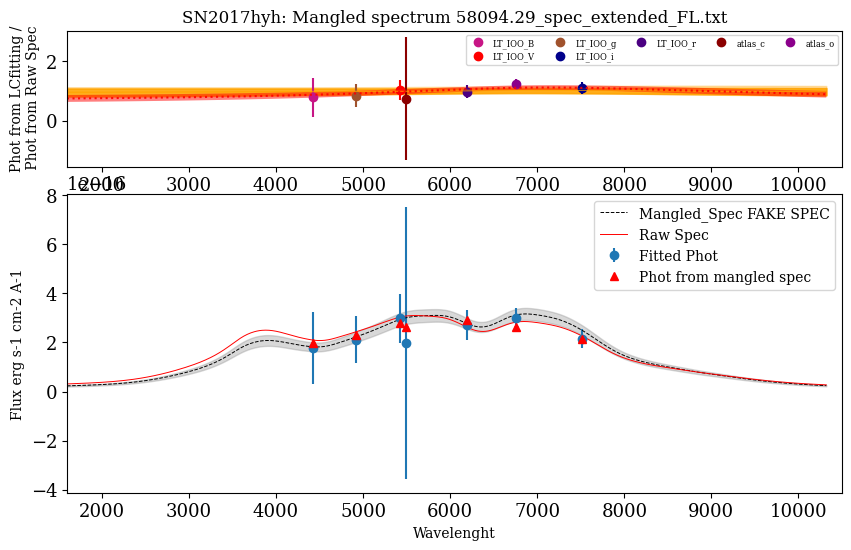 SN2017hyh: Mangled spectrum 58094.29_spec_extended_FL.txt
Phot from LCfitting /
Phot from Raw Spec
2
0
LT_IOO_B LT_IOO_g LT_IOO_r atlas_c atlas_o
LT_IOO_V LT_IOO_i
2000 3000 4000 5000 6000 7000 8000 9000 10000
Flux erg s-1 cm-2 A-1
8
6
4
2
0
−2
−4
Mangled_Spec FAKE SPEC
Raw Spec
Fitted Phot
Phot from mangled spec
2000 3000 4000 5000 6000 7000 8000 9000 10000
Wavelenght